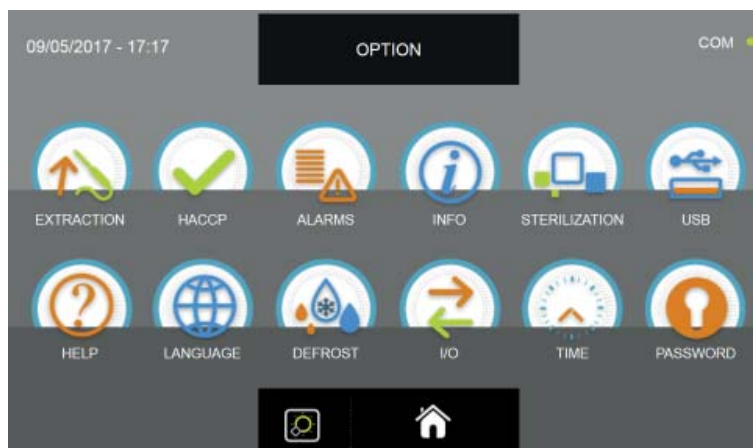 09/05/2017 - 17:17 OPTION COM
EXTRACTION HACCP ALARMS INFO STERILIZATION USB
HELP LANGUAGE DEFROST I/O TIME PASSWORD